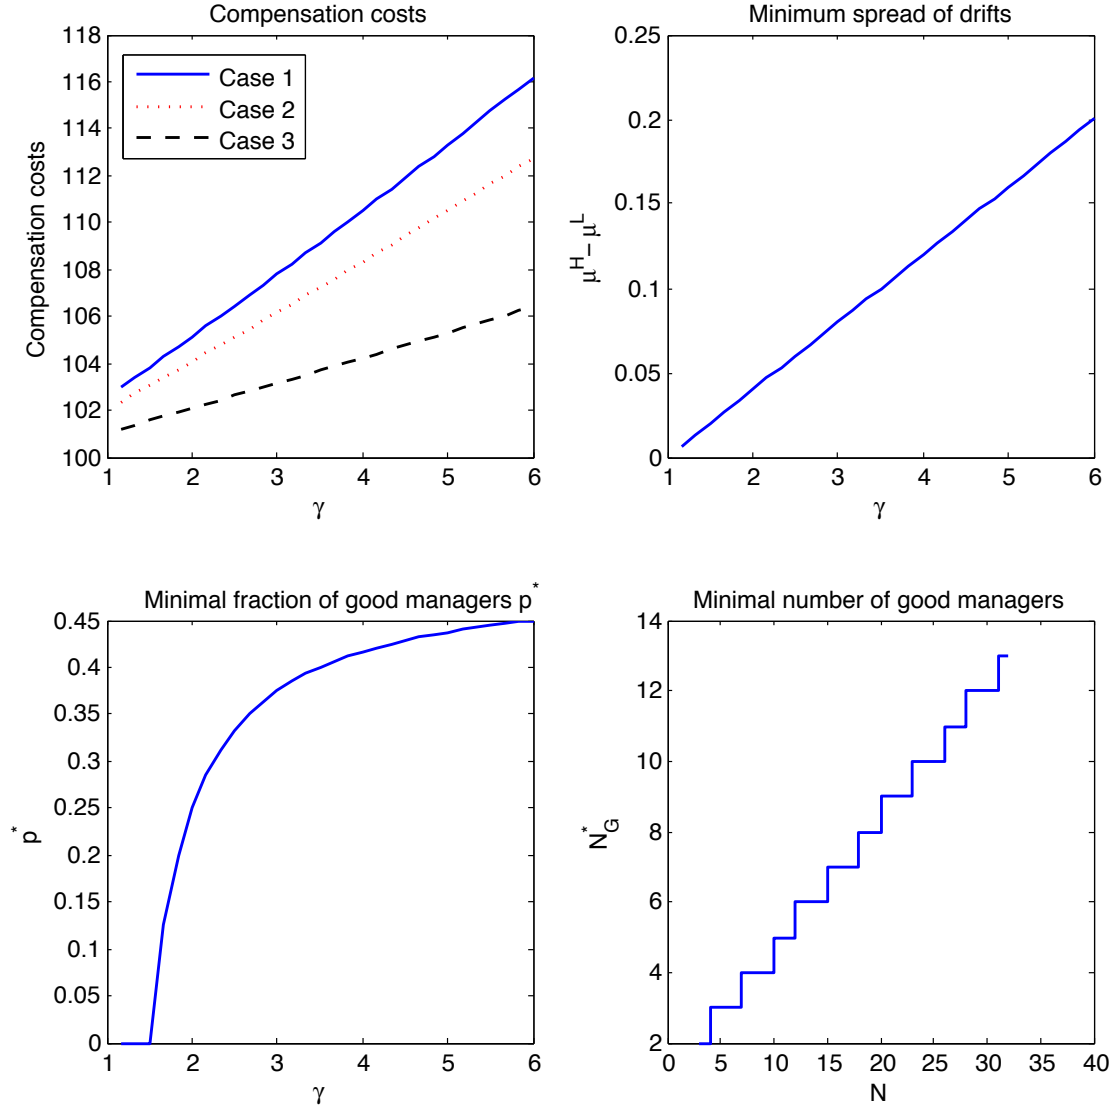 Compensation costs
118
116
114
112
110
108
106
104
102
100
Compensation costs
Case 1
Case 2
Case 3
1 2 3 4 5 6
γ
Minimum spread of drifts
0.25
0.2
0.15
0.1
0.05
0
μ^H − μ^L
1 2 3 4 5 6
γ
Minimal fraction of good managers p*
0.45
0.4
0.35
0.3
0.25
0.2
0.15
0.1
0.05
0
p*
1 2 3 4 5 6
γ
Minimal number of good managers
14
12
10
8
6
4
2
N_G^*
0 5 10 15 20 25 30 35 40
N